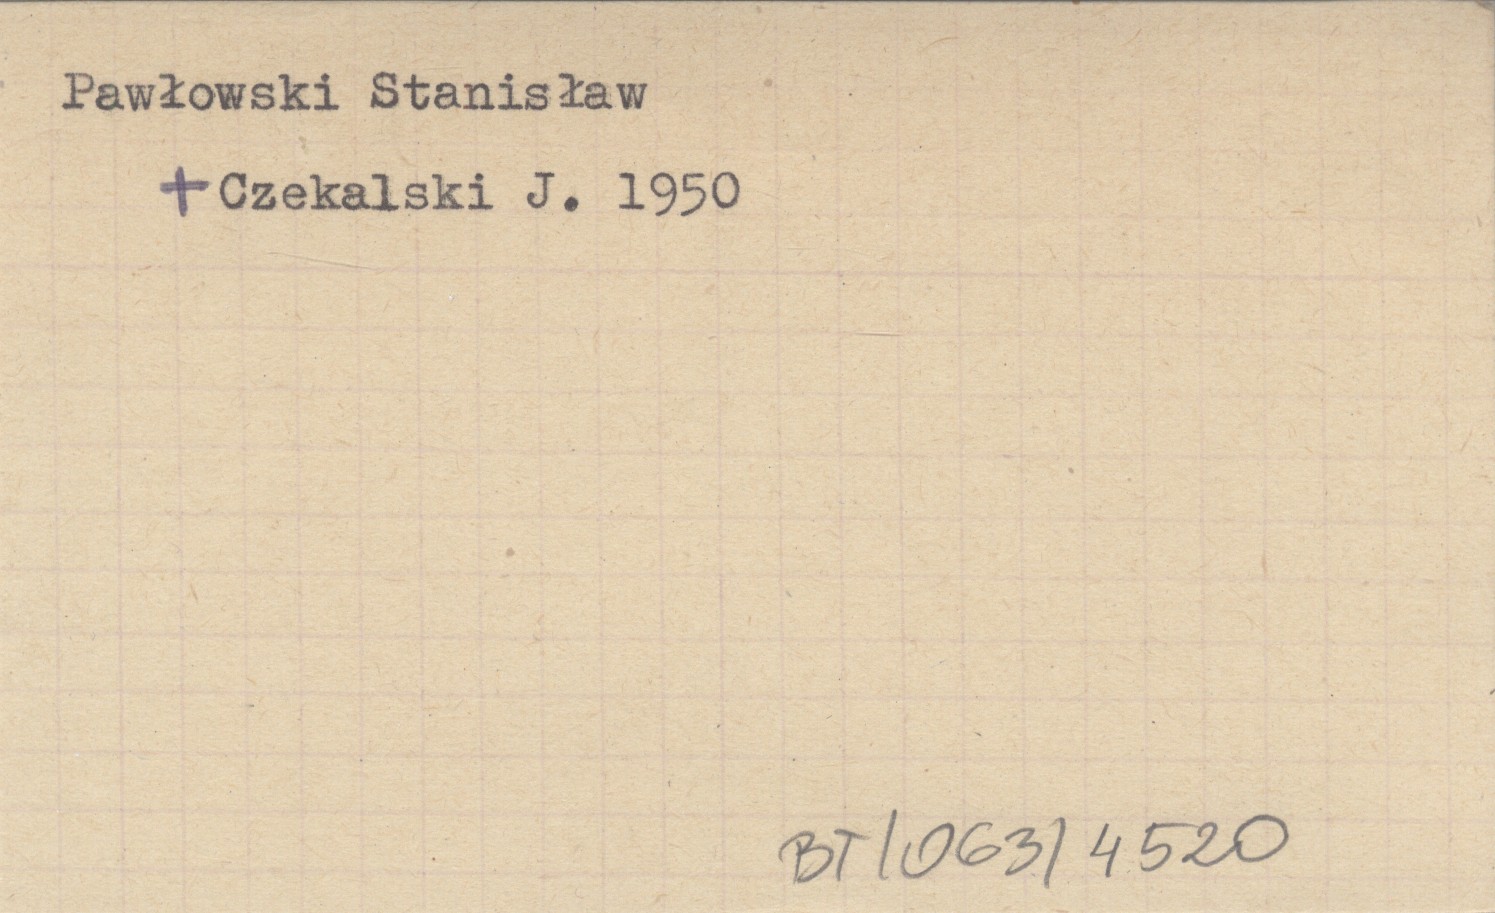 Pawłowski Stanisław
+ Czekalski J. 1950
BT/063/4520